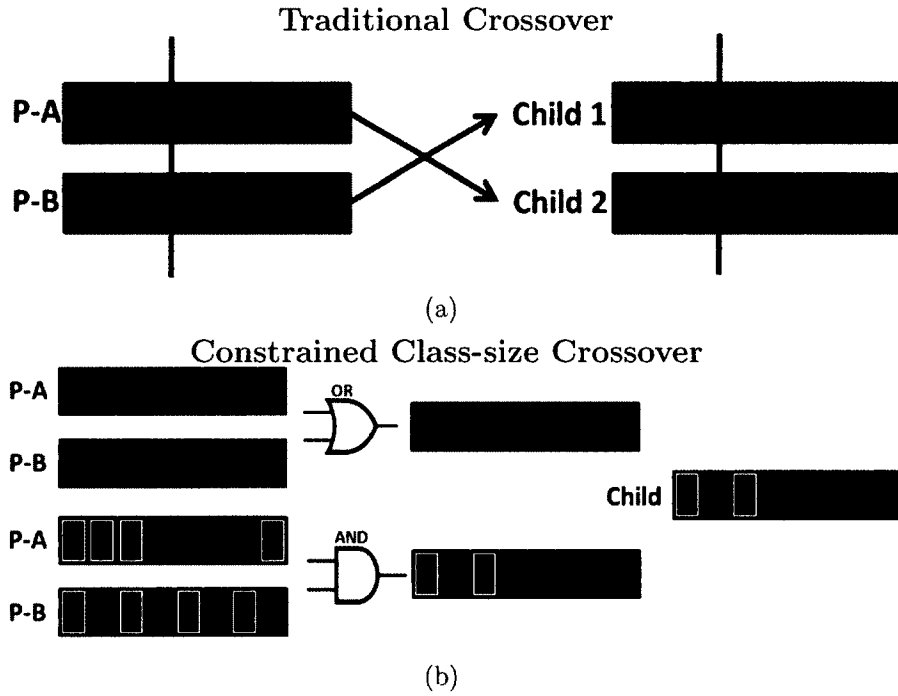 Traditional Crossover
P-A
Child 1
P-B
Child 2
(a)
Constrained Class-size Crossover
P-A
OR
P-B
Child
P-A
AND
P-B
(b)